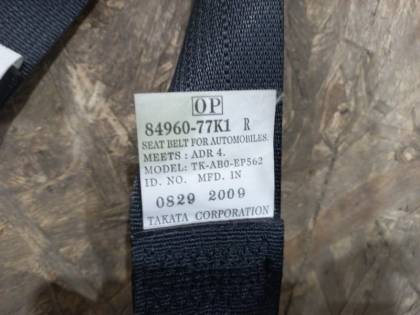 OP
84960-77K1 R
SEAT BELT FOR AUTOMOBILES.
MEETS : ADR 4.
MODEL: TK-AB0-EP562
ID. NO. MFD. IN
0829 2009
TAKATA CORPORATION